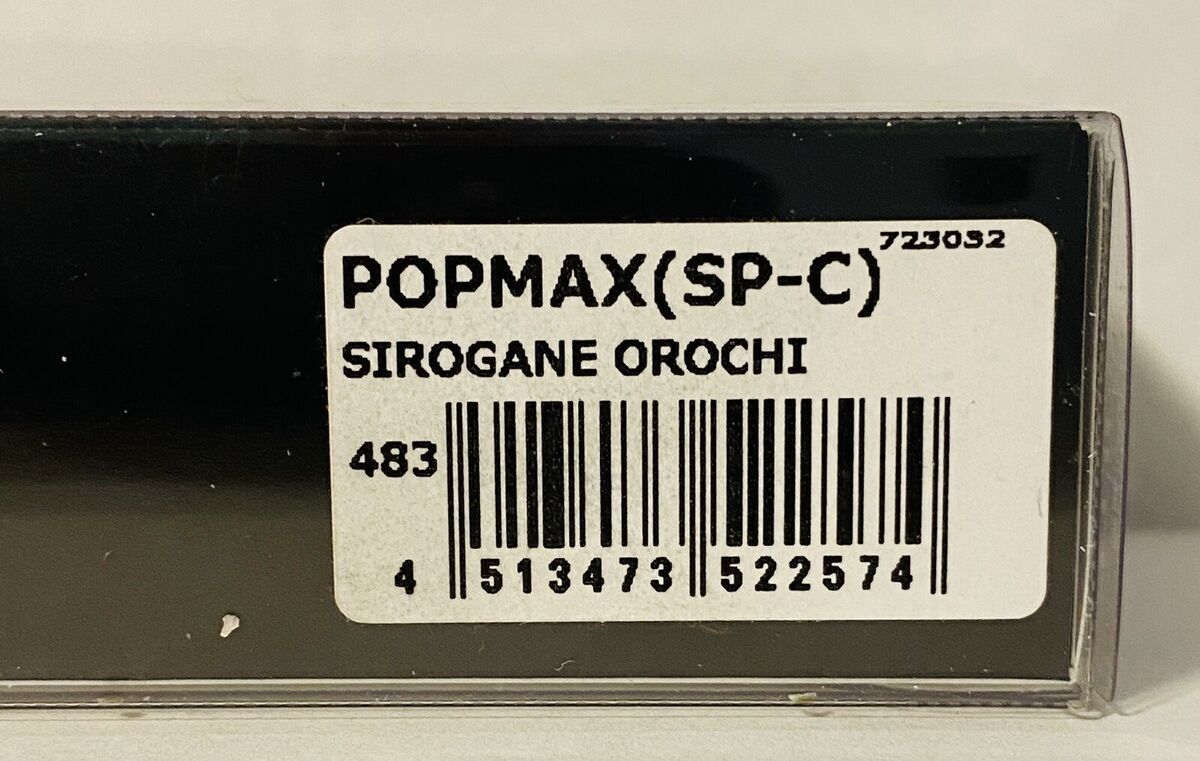 723032
POPMAX(SP-C)
SIROGANE OROCHI
483
4 513473 522574